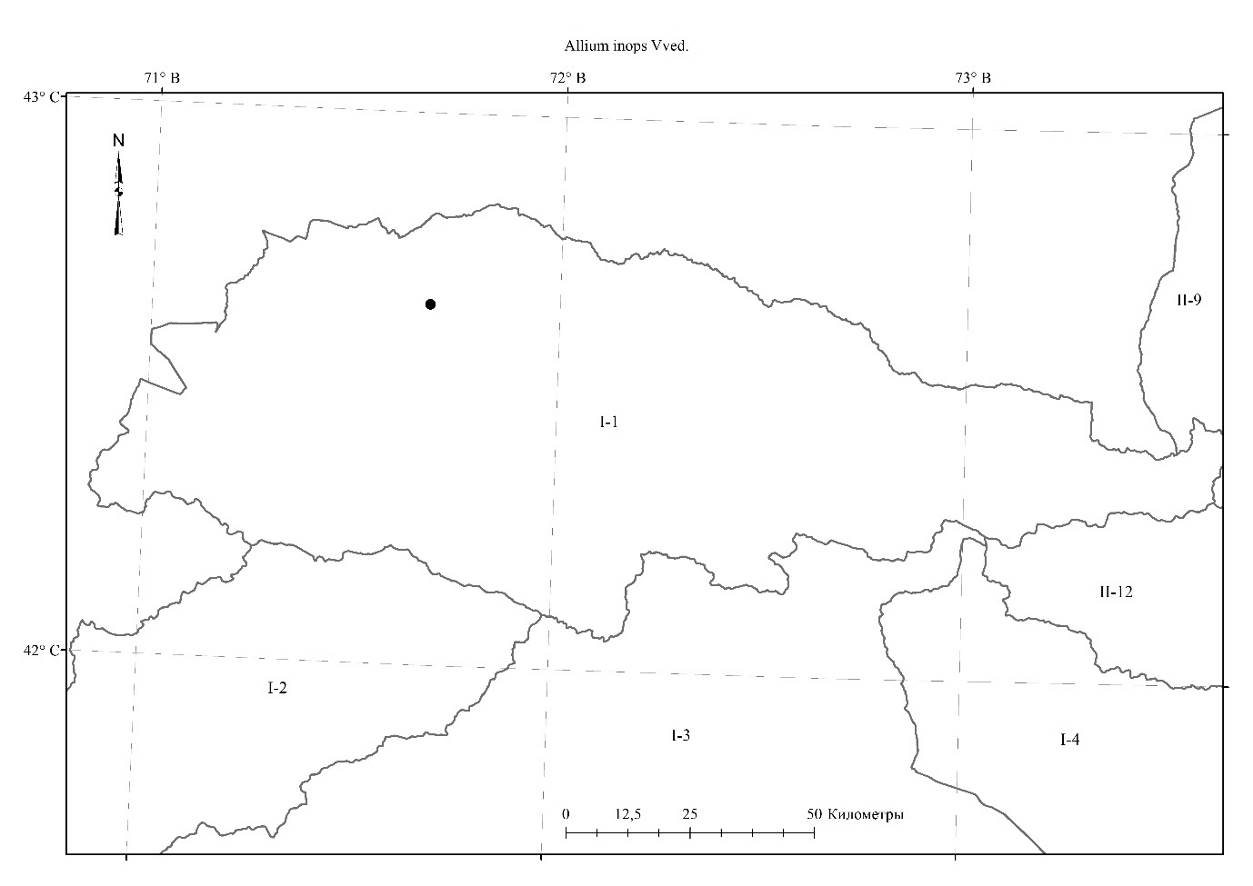 Allium inops Vved.
71° В 72° В 73° В
43° С
N
II-9
I-1
II-12
42° С
I-2
I-3
I-4
0 12,5 25 50 Километры